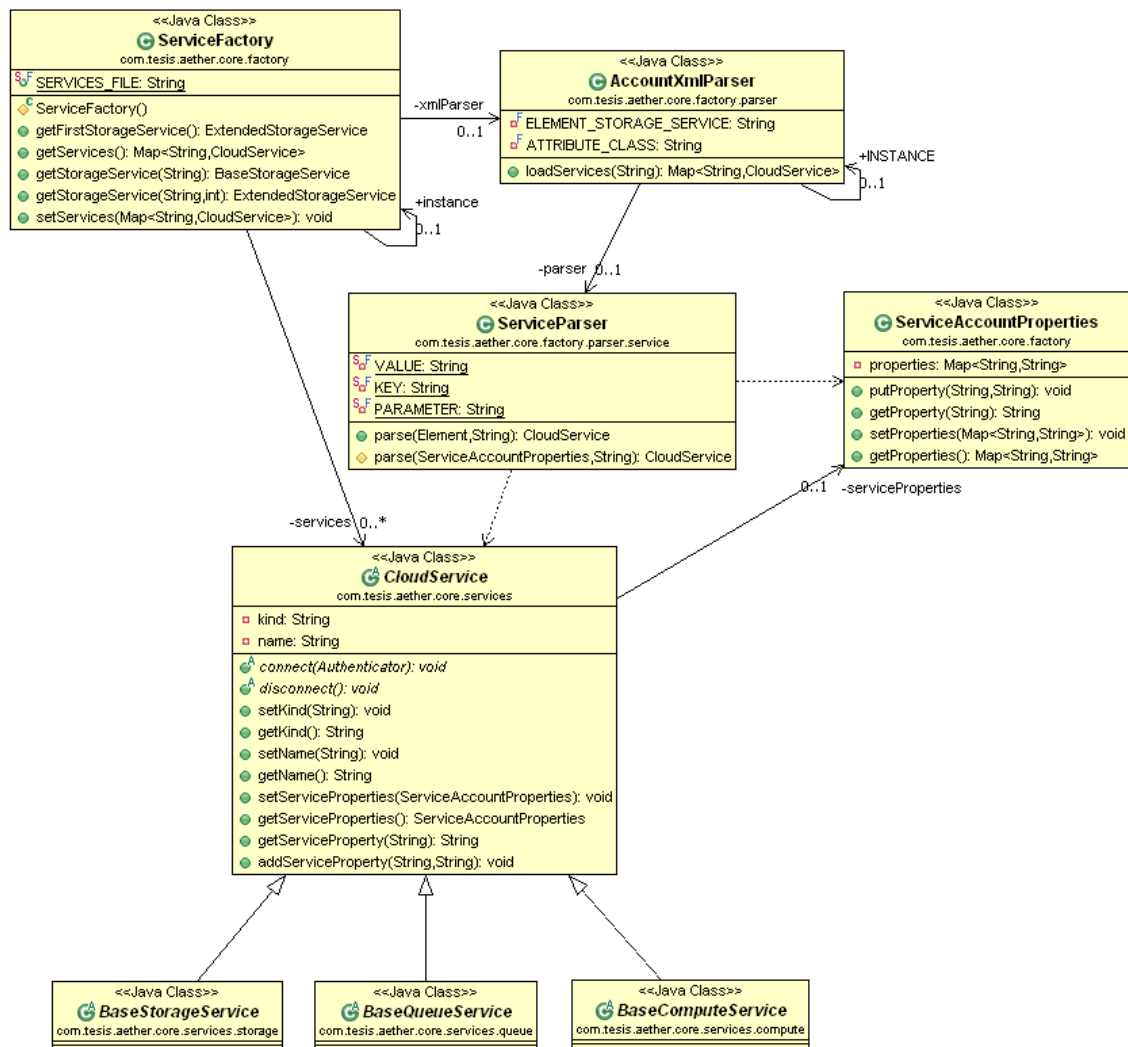 <<Java Class>>
ServiceFactory
com.tesis.aether.core.factory
SERVICES_FILE: String
ServiceFactory()
getFirstStorageService(): ExtendedStorageService
getServices(): Map<String,CloudService>
getStorageService(String): BaseStorageService
getStorageService(String,int): ExtendedStorageService
setServices(Map<String,CloudService>): void
-xmlParser
0..1
+instance
0..1
<<Java Class>>
AccountXmlParser
com.tesis.aether.core.factory.parser
ELEMENT_STORAGE_SERVICE: String
ATTRIBUTE_CLASS: String
loadServices(String): Map<String,CloudService>
+INSTANCE
0..1
-parser 0..1
<<Java Class>>
ServiceParser
com.tesis.aether.core.factory.parser.service
VALUE: String
KEY: String
PARAMETER: String
parse(Element,String): CloudService
parse(ServiceAccountProperties,String): CloudService
<<Java Class>>
ServiceAccountProperties
com.tesis.aether.core.factory
properties: Map<String,String>
putProperty(String,String): void
getProperty(String): String
setProperties(Map<String,String>): void
getProperties(): Map<String,String>
0..1 -serviceProperties
-services 0..*
<<Java Class>>
CloudService
com.tesis.aether.core.services
kind: String
name: String
connect(Authenticator): void
disconnect(): void
setKind(String): void
getKind(): String
setName(String): void
getName(): String
setServiceProperties(ServiceAccountProperties): void
getServiceProperties(): ServiceAccountProperties
getServiceProperty(String): String
addServiceProperty(String,String): void
<<Java Class>>
BaseStorageService
com.tesis.aether.core.services.storage
<<Java Class>>
BaseQueueService
com.tesis.aether.core.services.queue
<<Java Class>>
BaseComputeService
com.tesis.aether.core.services.compute